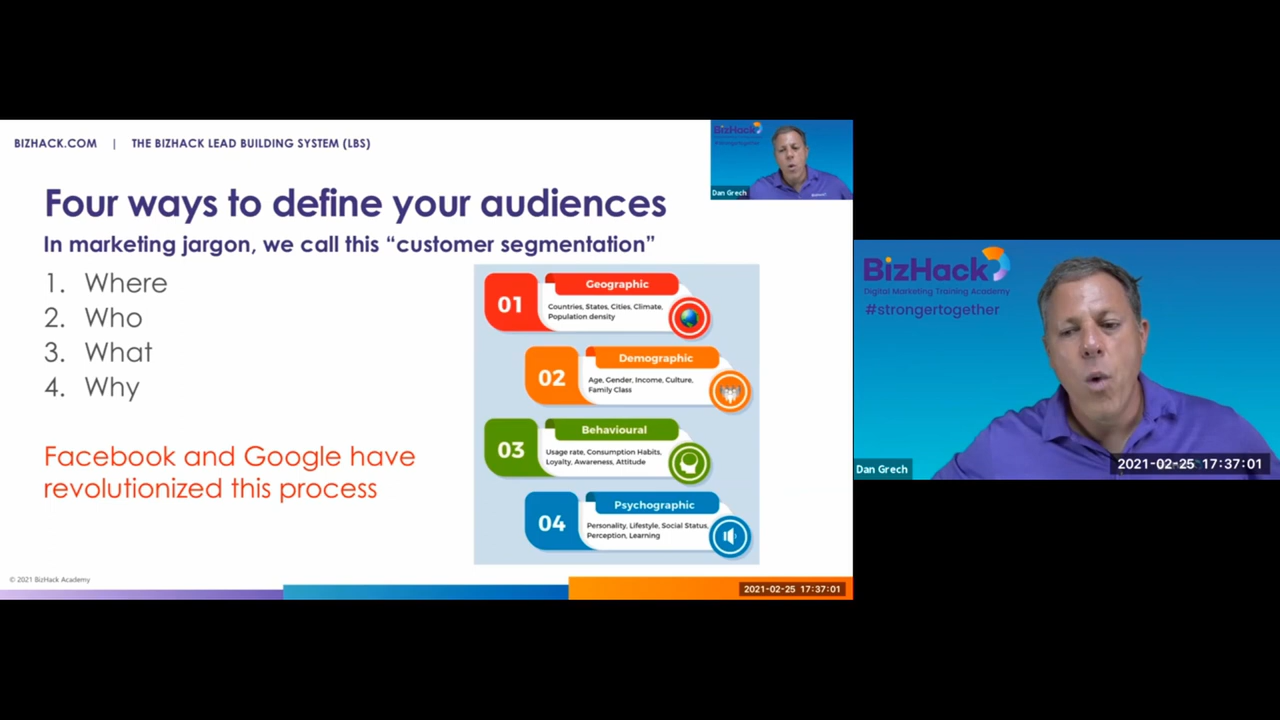 BIZHACK.COM | THE BIZHACK LEAD BUILDING SYSTEM (LBS)
BizHack
#strongertogether
Dan Grech
Four ways to define your audiences
In marketing jargon, we call this “customer segmentation”
1. Where
2. Who
3. What
4. Why
Facebook and Google have
revolutionized this process
01
Geographic
Countries, States, Cities, Climate,
Population density
02
Demographic
Age, Gender, Income, Culture,
Family Class
03
Behavioural
Usage rate, Consumption Habits,
Loyalty, Awareness, Attitude
04
Psychographic
Personality, Lifestyle, Social Status,
Perception, Learning
© 2021 BizHack Academy
2021-02-25 17:37:01
BizHack
Digital Marketing Training Academy
#strongertogether
Dan Grech
2021-02-25 17:37:01